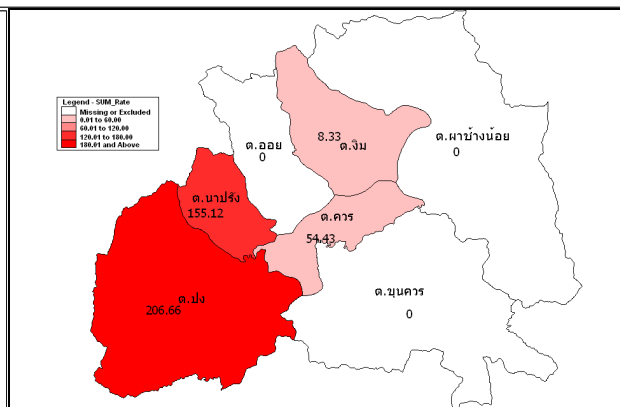 Legend - SUM_Rate
Missing or Excluded
0.01 to 60.00
60.01 to 120.00
120.01 to 180.00
180.01 and Above
8.33
ต.งิม
ต.ออย
0
ต.ผาช้างน้อย
0
ต.นาปรัง
155.12
ต.ควร
54.43
ต.ปง
206.66
ต.ขุนควร
0